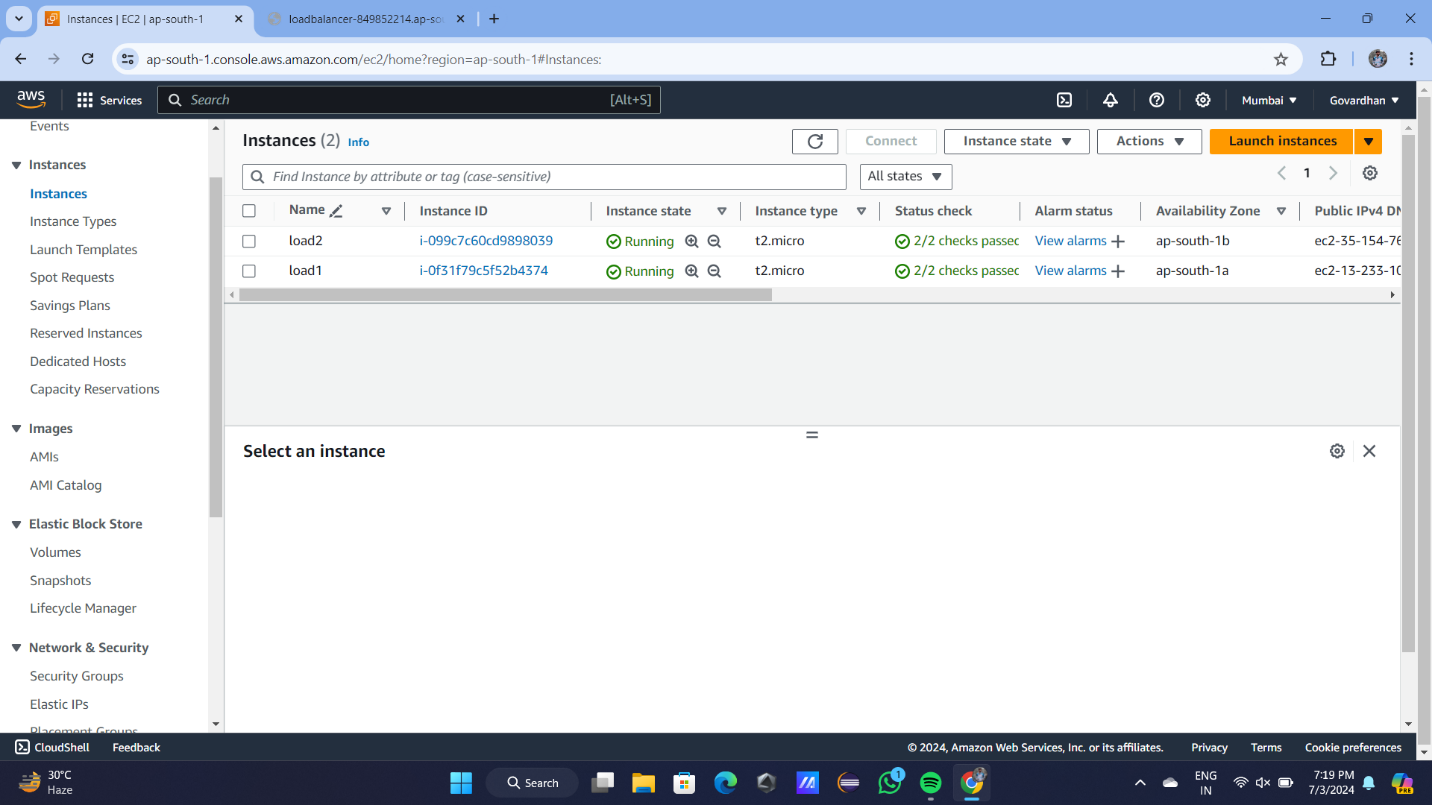 Instances | EC2 | ap-south-1
loadbalancer-849852214.ap-so
ap-south-1.console.aws.amazon.com/ec2/home?region=ap-south-1#Instances:
aws
Services
Search
[Alt+S]
Mumbai
Govardhan
Events
Instances
Instances
Instance Types
Launch Templates
Spot Requests
Savings Plans
Reserved Instances
Dedicated Hosts
Capacity Reservations
Images
AMIs
AMI Catalog
Elastic Block Store
Volumes
Snapshots
Lifecycle Manager
Network & Security
Security Groups
Elastic IPs
Placement Groups
Instances (2) Info
Connect
Instance state
Actions
Launch instances
Find Instance by attribute or tag (case-sensitive)
All states
1
Name Instance ID Instance state Instance type Status check Alarm status Availability Zone Public IPv4 DN
load2 i-099c7c60cd9898039 Running t2.micro 2/2 checks passec View alarms + ap-south-1b ec2-35-154-76
load1 i-0f31f79c5f52b4374 Running t2.micro 2/2 checks passec View alarms + ap-south-1a ec2-13-233-10
Select an instance
CloudShell
Feedback
© 2024, Amazon Web Services, Inc. or its affiliates.
Privacy
Terms
Cookie preferences
30°C
Haze
Search
1
ENG
IN
7:19 PM
7/3/2024
PRE